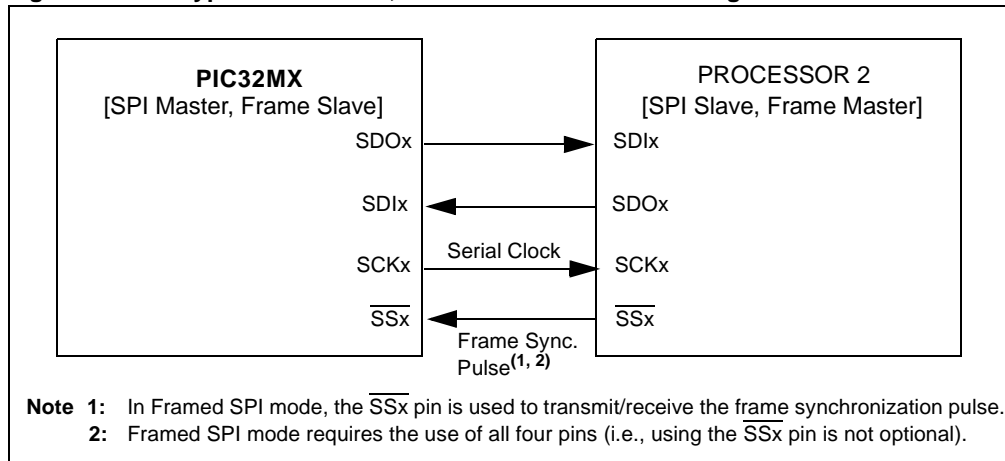 PIC32MX
[SPI Master, Frame Slave]
PROCESSOR 2
[SPI Slave, Frame Master]
SDOx
SDIx
SDIx
SDOx
SCKx
Serial Clock
SCKx
SSx
SSx
Frame Sync.
Pulse(1, 2)
Note 1: In Framed SPI mode, the SSx pin is used to transmit/receive the frame synchronization pulse.
2: Framed SPI mode requires the use of all four pins (i.e., using the SSx pin is not optional).